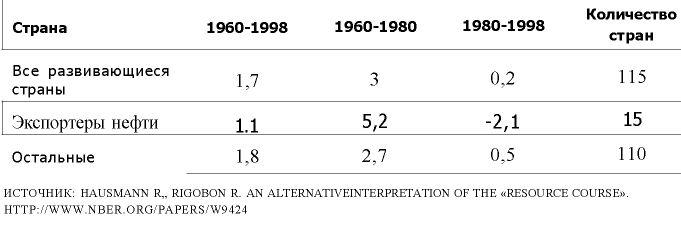 Страна 1960-1998 1960-1980 1980-1998 Количество стран
Все развивающиеся страны 1,7 3 0,2 115
Экспортеры нефти 1.1 5,2 -2,1 15
Остальные 1,8 2,7 0,5 110
ИСТОЧНИК: HAUSMANN R,, RIGOBON R. AN ALTERNATIVEINTERPRETATION OF THE «RESOURCE COURSE».
HTTP://WWW.NBER.ORG/PAPERS/W9424